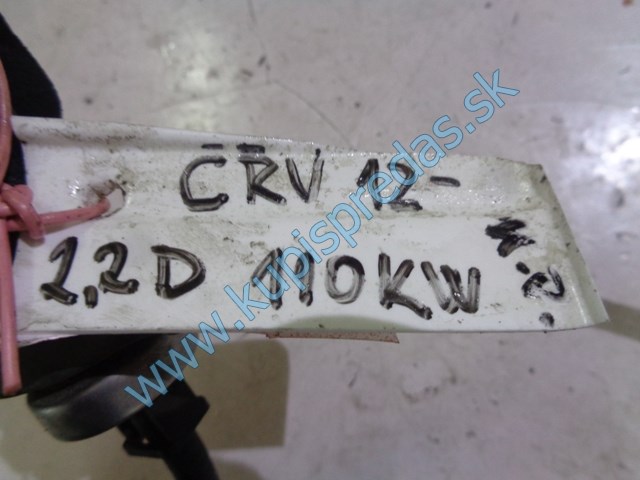 CRV 12-
2,2D 110KW
www.kupispredas.sk